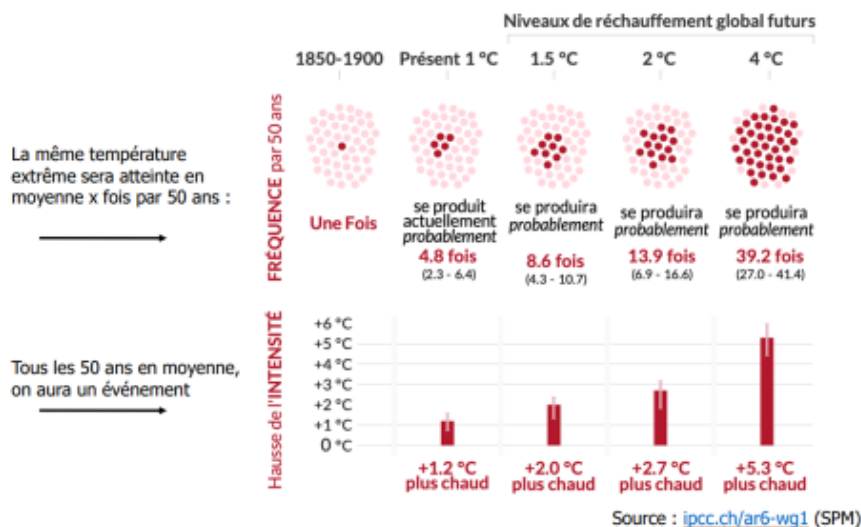 Niveaux de réchauffement global futurs
1850-1900
Présent 1 °C
1.5 °C
2 °C
4 °C
La même température
extrême sera atteinte en
moyenne x fois par 50 ans :
FRÉQUENCE par 50 ans
Une Fois
se produit
actuellement
probablement
4.8 fois
(2.3 - 6.4)
se produira
probablement
8.6 fois
(4.3 - 10.7)
se produira
probablement
13.9 fois
(6.9 - 16.6)
se produira
probablement
39.2 fois
(27.0 - 41.4)
Tous les 50 ans en moyenne,
on aura un événement
Hausse de l'INTENSITÉ
+6 °C
+5 °C
+4 °C
+3 °C
+2 °C
+1 °C
0 °C
+1.2 °C
plus chaud
+2.0 °C
plus chaud
+2.7 °C
plus chaud
+5.3 °C
plus chaud
Source : ipcc.ch/ar6-wg1 (SPM)